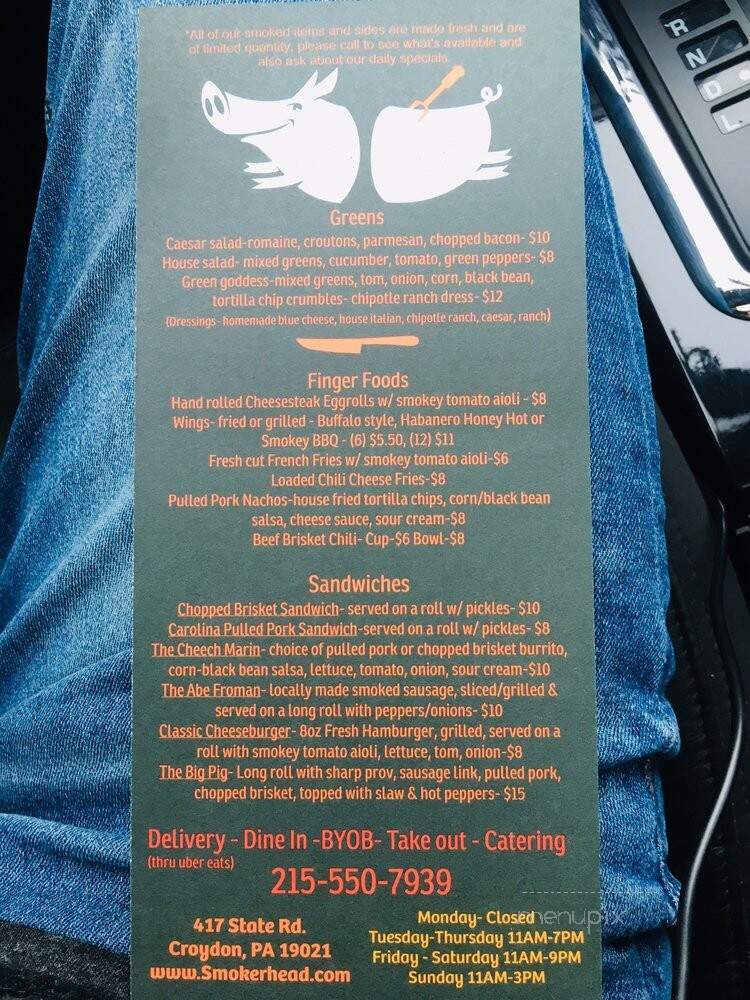 R
N
D
L
*All of our smoked items and sides are made fresh and are
of limited quantity, please call to see what's available and
also ask about our daily specials.
Greens
Caesar salad-romaine, croutons, parmesan, chopped bacon- $10
House salad- mixed greens, cucumber, tomato, green peppers- $8
Green goddess-mixed greens, tom, onion, corn, black bean,
tortilla chip crumbles- chipotle ranch dress- $12
(Dressings- homemade blue cheese, house italian, chipotle ranch, caesar, ranch)
Finger Foods
Hand rolled Cheesesteak Eggrolls w/ smokey tomato aioli - $8
Wings- fried or grilled - Buffalo style, Habanero Honey Hot or
Smokey BBQ - (6) $5.50, (12) $11
Fresh cut French Fries w/ smokey tomato aioli-$6
Loaded Chili Cheese Fries-$8
Pulled Pork Nachos-house fried tortilla chips, corn/black bean
salsa, cheese sauce, sour cream-$8
Beef Brisket Chili- Cup-$6 Bowl-$8
Sandwiches
Chopped Brisket Sandwich- served on a roll w/ pickles- $10
Carolina Pulled Pork Sandwich-served on a roll w/ pickles- $8
The Cheech Marin- choice of pulled pork or chopped brisket burrito,
corn-black bean salsa, lettuce, tomato, onion, sour cream-$10
The Abe Froman- locally made smoked sausage, sliced/grilled &
served on a long roll with peppers/onions- $10
Classic Cheeseburger- 8oz Fresh Hamburger, grilled, served on a
roll with smokey tomato aioli, lettuce, tom, onion-$8
The Big Pig- Long roll with sharp prov, sausage link, pulled pork,
chopped brisket, topped with slaw & hot peppers- $15
Delivery - Dine In -BYOB- Take out - Catering
(thru uber eats)
215-550-7939
417 State Rd.
Croydon, PA 19021
www.Smokerhead.com
Monday- Closed
Tuesday-Thursday 11AM-7PM
Friday - Saturday 11AM-9PM
Sunday 11AM-3PM
menupix